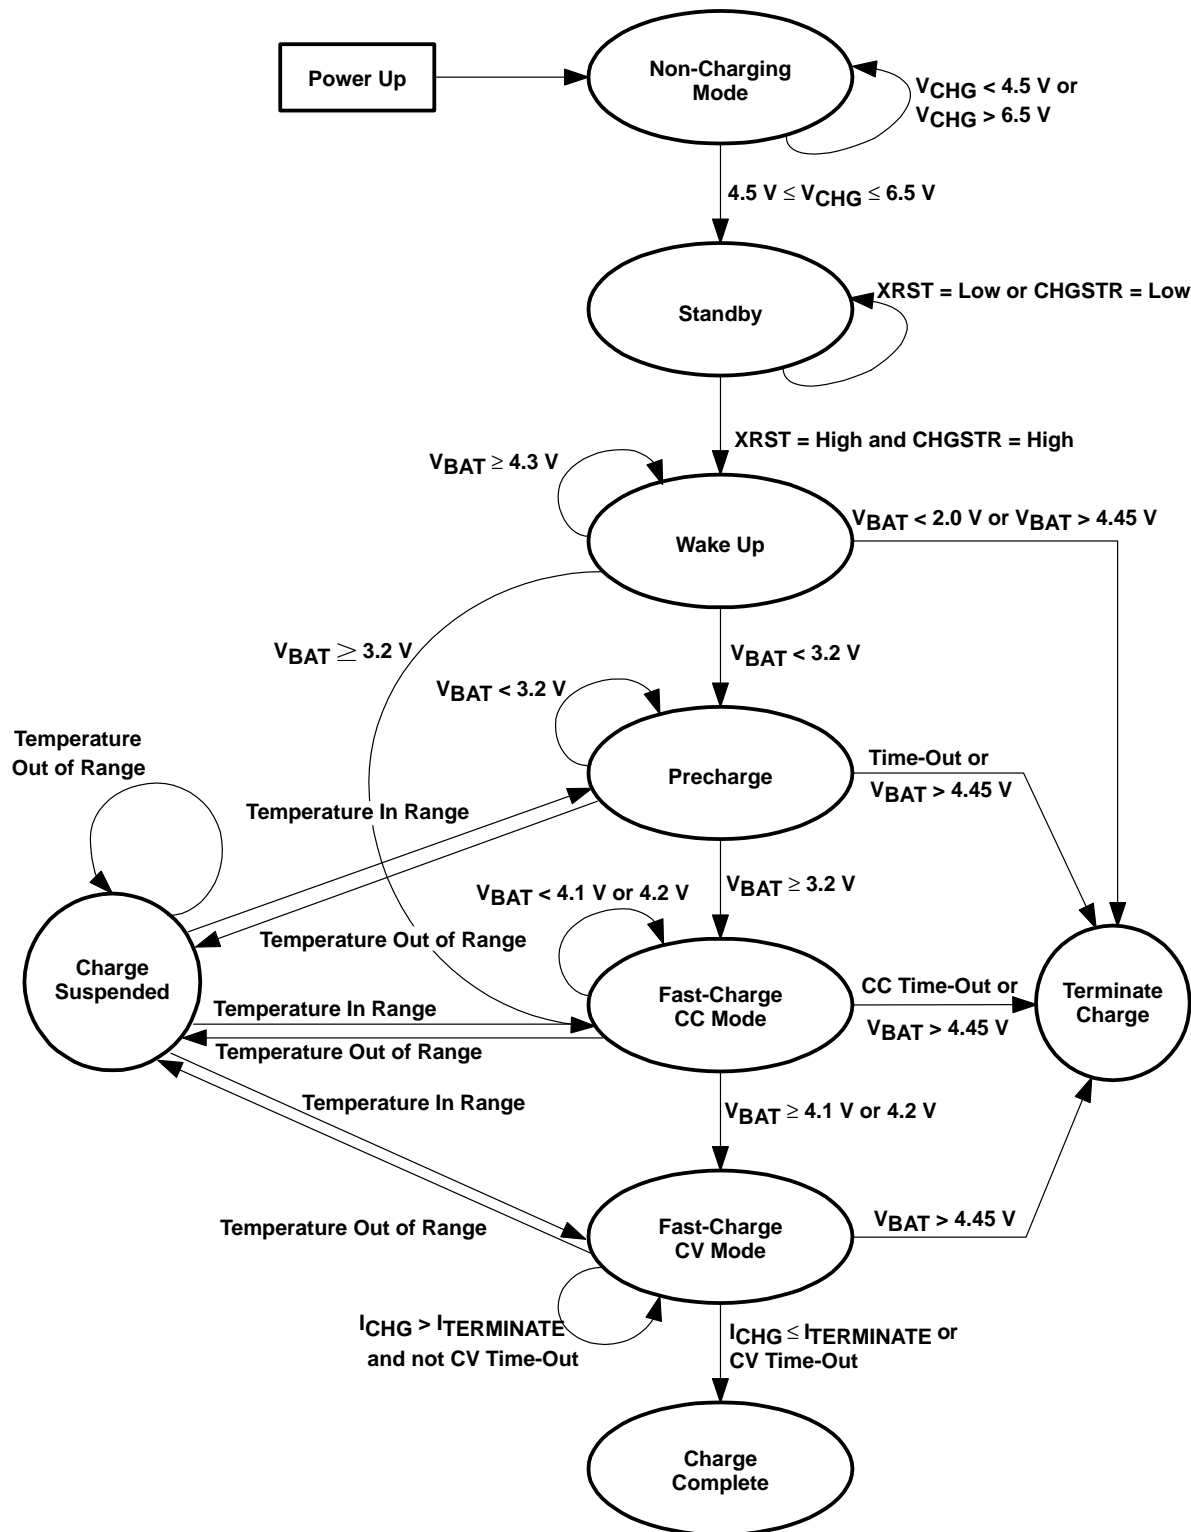 Power Up
Non-Charging
Mode
VCHG < 4.5 V or
VCHG > 6.5 V
4.5 V ≤ VCHG ≤ 6.5 V
Standby
XRST = Low or CHGSTR = Low
XRST = High and CHGSTR = High
VBAT ≥ 4.3 V
Wake Up
VBAT < 2.0 V or VBAT > 4.45 V
VBAT ≥ 3.2 V
VBAT < 3.2 V
VBAT < 3.2 V
Temperature
Out of Range
Precharge
Time-Out or
VBAT > 4.45 V
Temperature In Range
VBAT < 4.1 V or 4.2 V
VBAT ≥ 3.2 V
Temperature Out of Range
Charge
Suspended
Fast-Charge
CC Mode
CC Time-Out or
VBAT > 4.45 V
Terminate
Charge
Temperature In Range
Temperature Out of Range
Temperature In Range
VBAT ≥ 4.1 V or 4.2 V
Temperature Out of Range
Fast-Charge
CV Mode
VBAT > 4.45 V
ICHG > ITERMINATE
and not CV Time-Out
ICHG ≤ ITERMINATE or
CV Time-Out
Charge
Complete